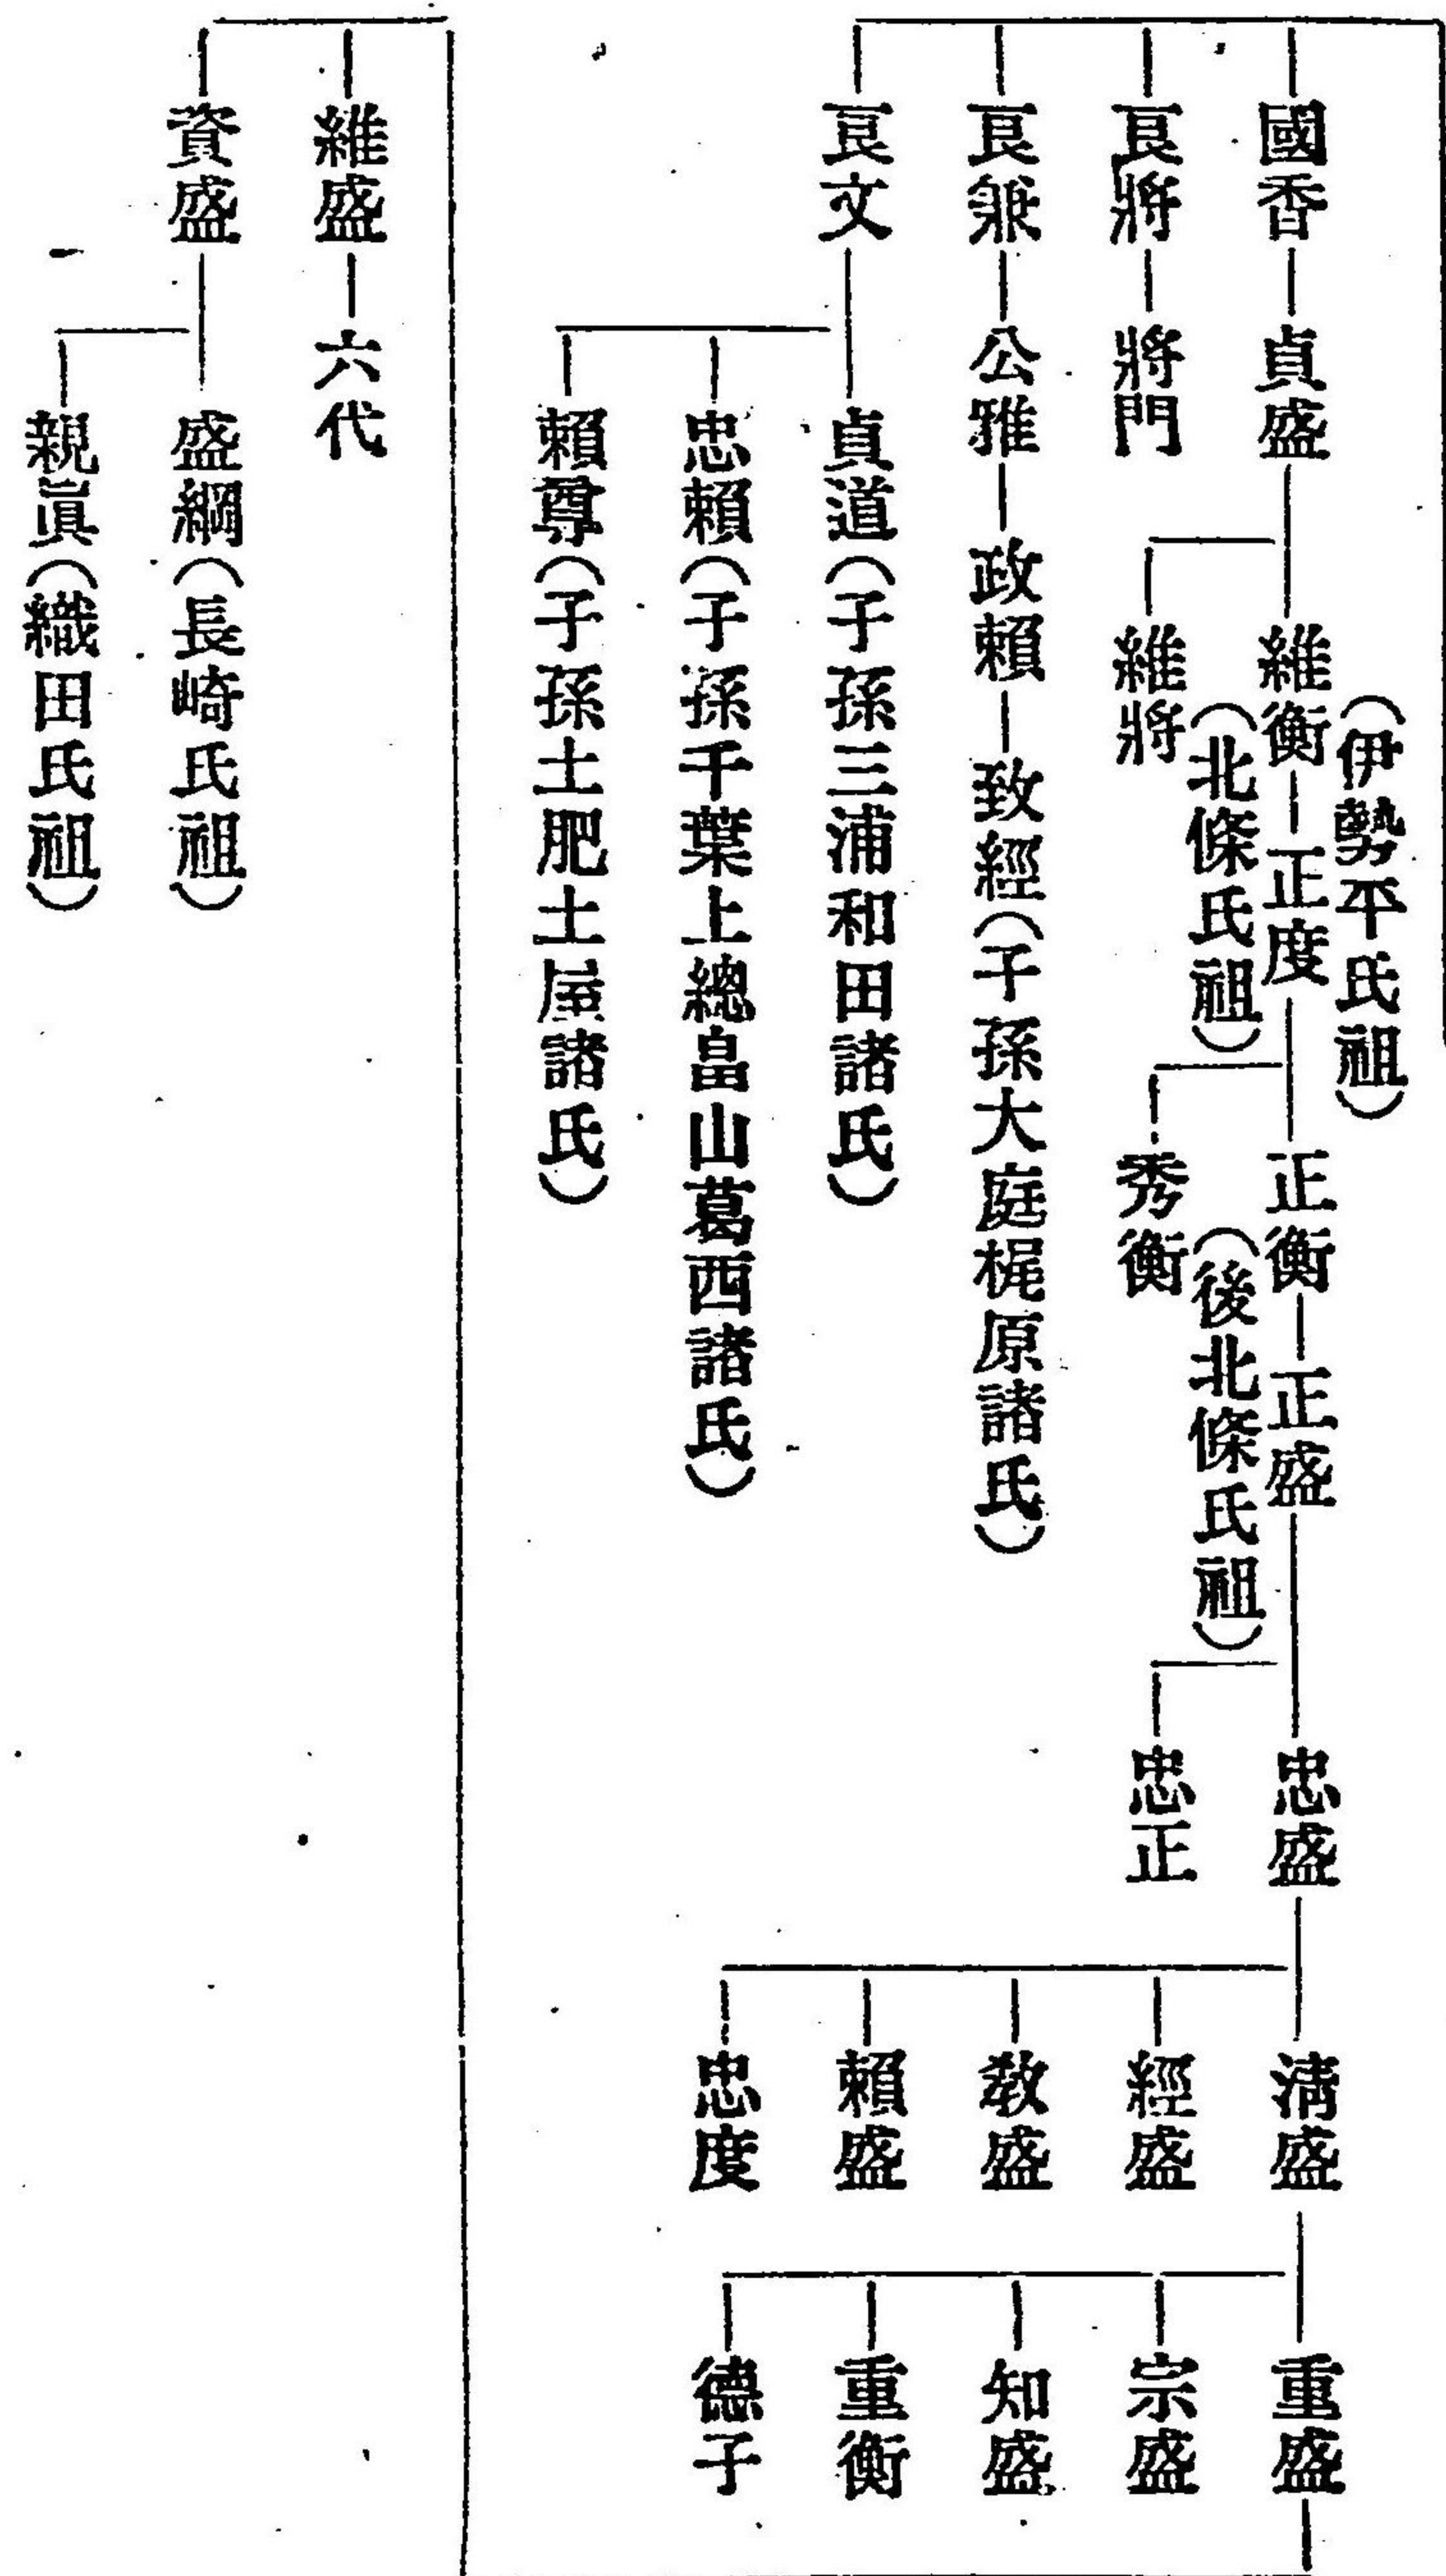 國香 貞盛 維衡(伊勢平氏祖) 正度 正衡 正盛 忠盛 淸盛 重盛
維將(北條氏祖) 秀衡(後北條氏祖) 忠正 經盛 宗盛
良將 將門
敎盛 知盛
良兼 公雅 政賴 致經(子孫大庭梶原諸氏)
賴盛 重衡
良文 貞道(子孫三浦和田諸氏)
忠度 德子
忠賴(子孫千葉上總畠山葛西諸氏)
賴尊(子孫土肥土屋諸氏)
維盛 六代
資盛 盛綱(長崎氏祖)
親眞(織田氏祖)